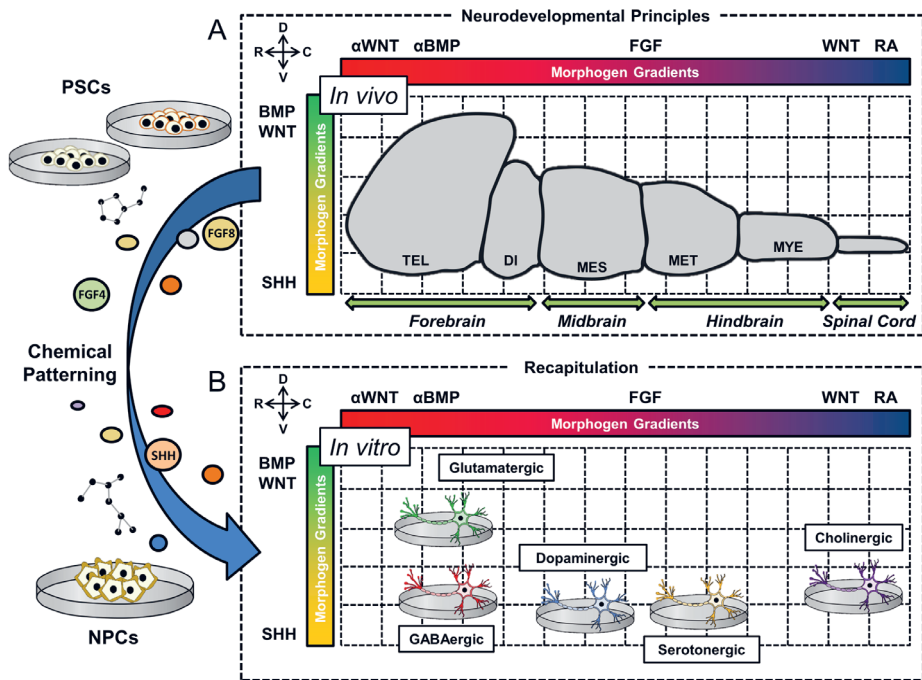 PSCs
FGF8
FGF4
Chemical
Patterning
SHH
NPCs
A
Neurodevelopmental Principles
D
R C
V
αWNT αBMP FGF WNT RA
Morphogen Gradients
In vivo
BMP
WNT
Morphogen Gradients
SHH
TEL DI MES MET MYE
Forebrain Midbrain Hindbrain Spinal Cord
B
Recapitulation
D
R C
V
αWNT αBMP FGF WNT RA
Morphogen Gradients
In vitro
BMP
WNT
Morphogen Gradients
SHH
Glutamatergic
Dopaminergic
Cholinergic
GABAergic
Serotonergic